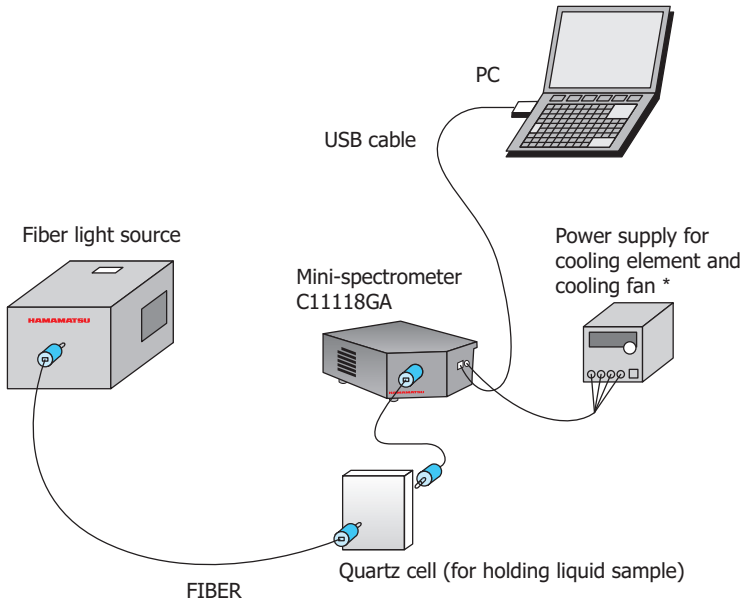 PC
USB cable
Fiber light source
Power supply for
cooling element and
cooling fan *
Mini-spectrometer
C11118GA
HAMAMATSU
HAMAMATSU
Quartz cell (for holding liquid sample)
FIBER